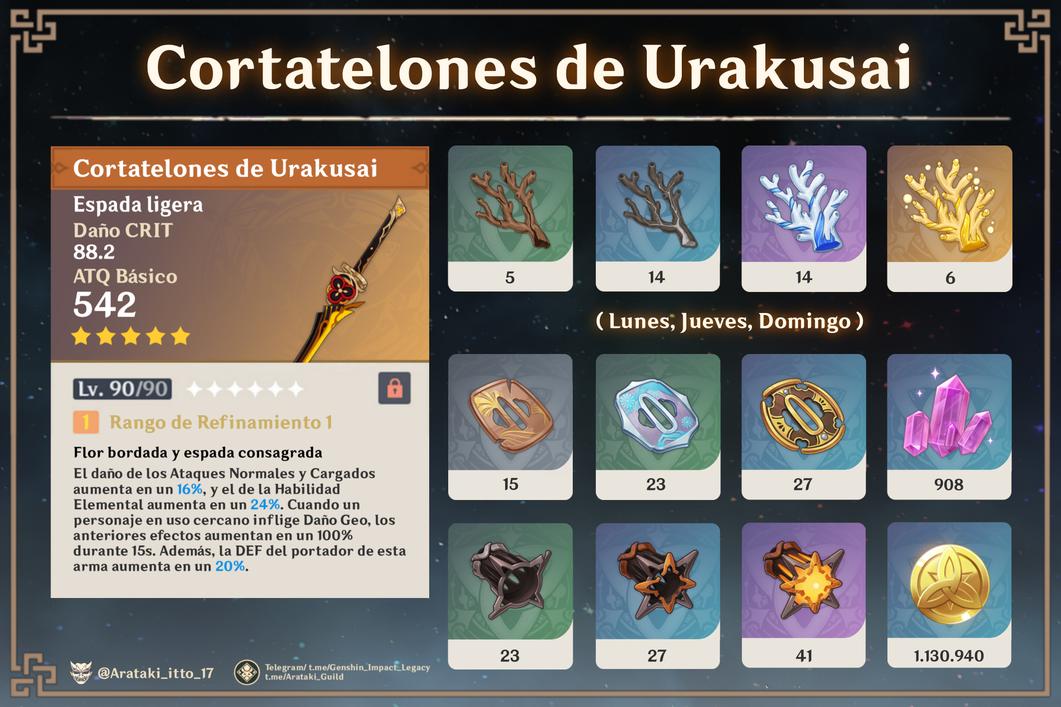 Cortatelones de Urakusai
Cortatelones de Urakusai
Espada ligera
Daño CRIT
88.2
ATQ Básico
542
Lv. 90/90
1 Rango de Refinamiento 1
Flor bordada y espada consagrada
El daño de los Ataques Normales y Cargados
aumenta en un 16%, y el de la Habilidad
Elemental aumenta en un 24%. Cuando un
personaje en uso cercano inflige Daño Geo, los
anteriores efectos aumentan en un 100%
durante 15s. Además, la DEF del portador de esta
arma aumenta en un 20%.
5 14 14 6
( Lunes, Jueves, Domingo )
15 23 27 908
23 27 41 1.130.940
@Arataki_itto_17
Telegram/ t.me/Genshin_Impact_Legacy
t.me/Arataki_Guild